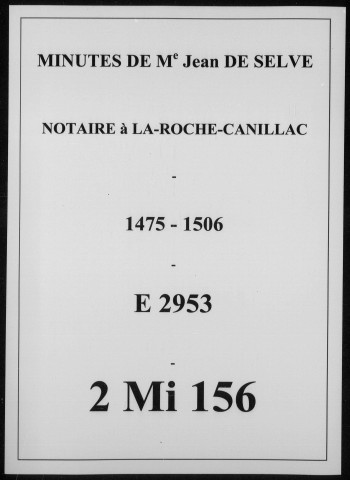 MINUTES DE Me Jean DE SELVE
NOTAIRE à LA-ROCHE-CANILLAC
-
1475 - 1506
-
E 2953
-
2 Mi 156